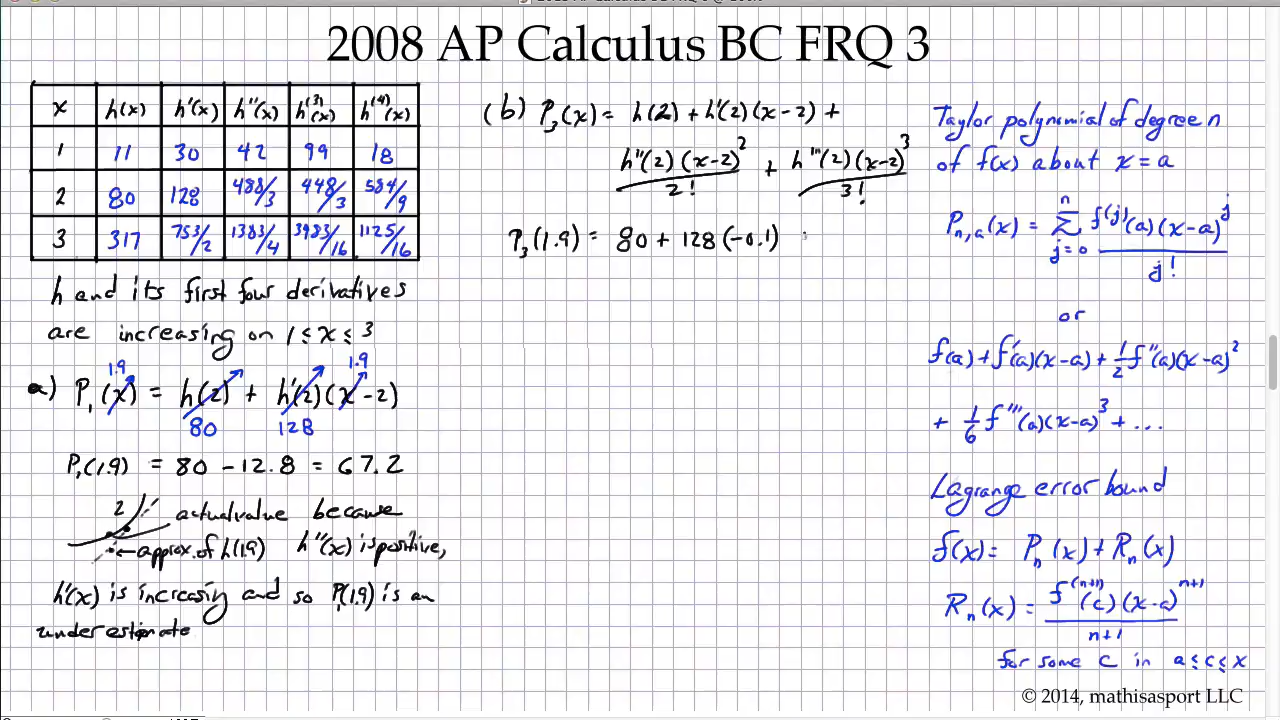 2008 AP Calculus BC FRQ 3
x h(x) h'(x) h''(x) h⁽³⁾(x) h⁽⁴⁾(x)
1 11 30 42 99 18
2 80 128 488/3 448/3 584/9
3 317 753/2 1383/4 3483/16 1125/16
h and its first four derivatives
are increasing on 1 ≤ x ≤ 3
a) P₁(x) = h(2) + h'(2)(x-2)
1.9 1.9
80 128
P₁(1.9) = 80 - 12.8 = 67.2
2 actual value because
← approx. of h(1.9) h''(x) is positive,
h'(x) is increasing and so P₁(1.9) is an
underestimate
(b) P₃(x) = h(2) + h'(2)(x-2) +
h''(2)(x-2)²/2! + h'''(2)(x-2)³/3!
P₃(1.9) = 80 + 128(-0.1)
Taylor polynomial of degree n
of f(x) about x = a
Pₙ,ₐ(x) = Σ n j=0 f⁽ʲ⁾(a)(x-a)ʲ/j!
or
f(a) + f'(a)(x-a) + 1/2 f''(a)(x-a)²
+ 1/6 f'''(a)(x-a)³ + ...
Lagrange error bound
f(x) = Pₙ(x) + Rₙ(x)
Rₙ(x) = f⁽ⁿ⁺¹⁾(c)(x-a)ⁿ⁺¹/n+1
for some c in a ≤ c ≤ x
© 2014, mathisasport LLC